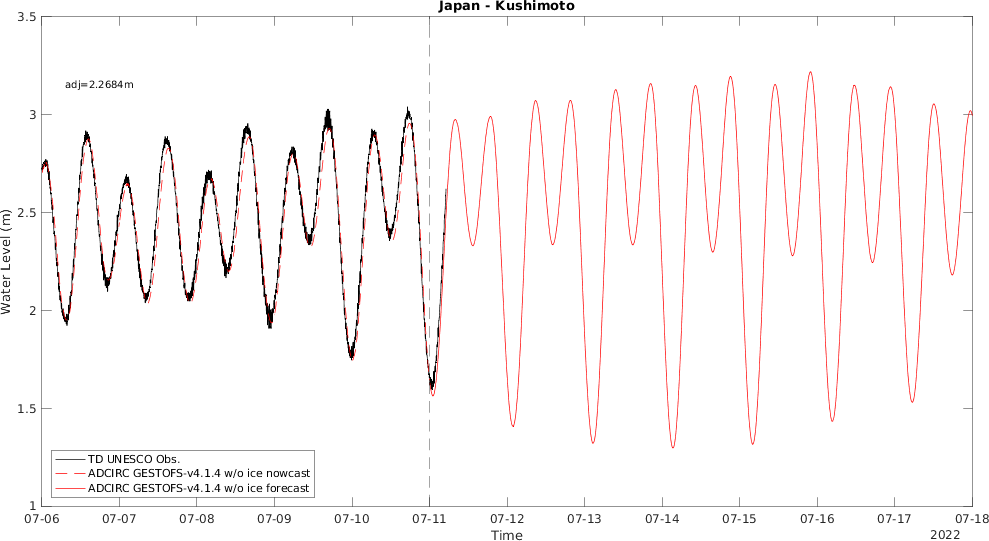 Japan - Kushimoto
3.5
adj=2.2684m
3
2.5
Water Level (m)
2
1.5
TD UNESCO Obs.
ADCIRC GESTOFS-v4.1.4 w/o ice nowcast
ADCIRC GESTOFS-v4.1.4 w/o ice forecast
1
07-06 07-07 07-08 07-09 07-10 07-11 07-12 07-13 07-14 07-15 07-16 07-17 07-18
Time
2022